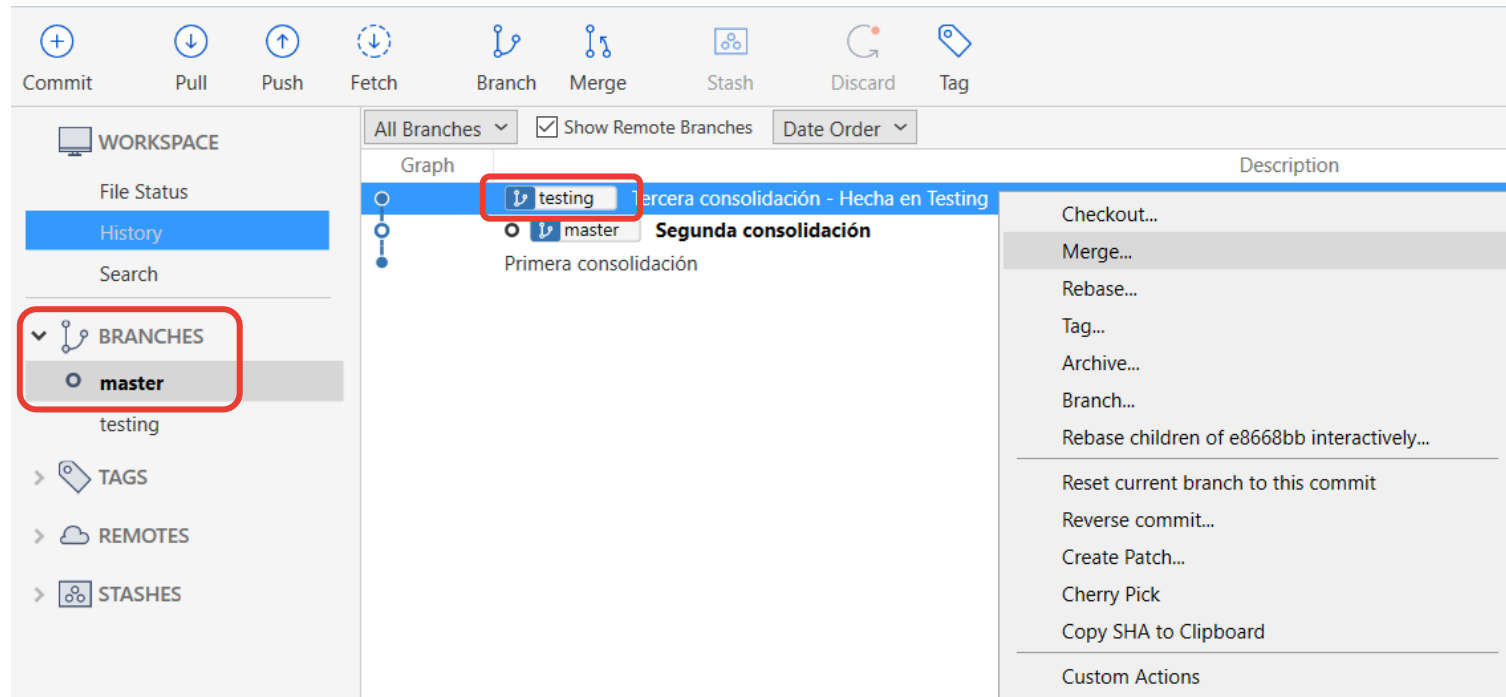 Commit Pull Push Fetch Branch Merge Stash Discard Tag
WORKSPACE
File Status
History
Search
BRANCHES
master
testing
TAGS
REMOTES
STASHES
All Branches Show Remote Branches Date Order
Graph Description
testing Tercera consolidación - Hecha en Testing
master Segunda consolidación
Primera consolidación
Checkout...
Merge...
Rebase...
Tag...
Archive...
Branch...
Rebase children of e8668bb interactively...
Reset current branch to this commit
Reverse commit...
Create Patch...
Cherry Pick
Copy SHA to Clipboard
Custom Actions